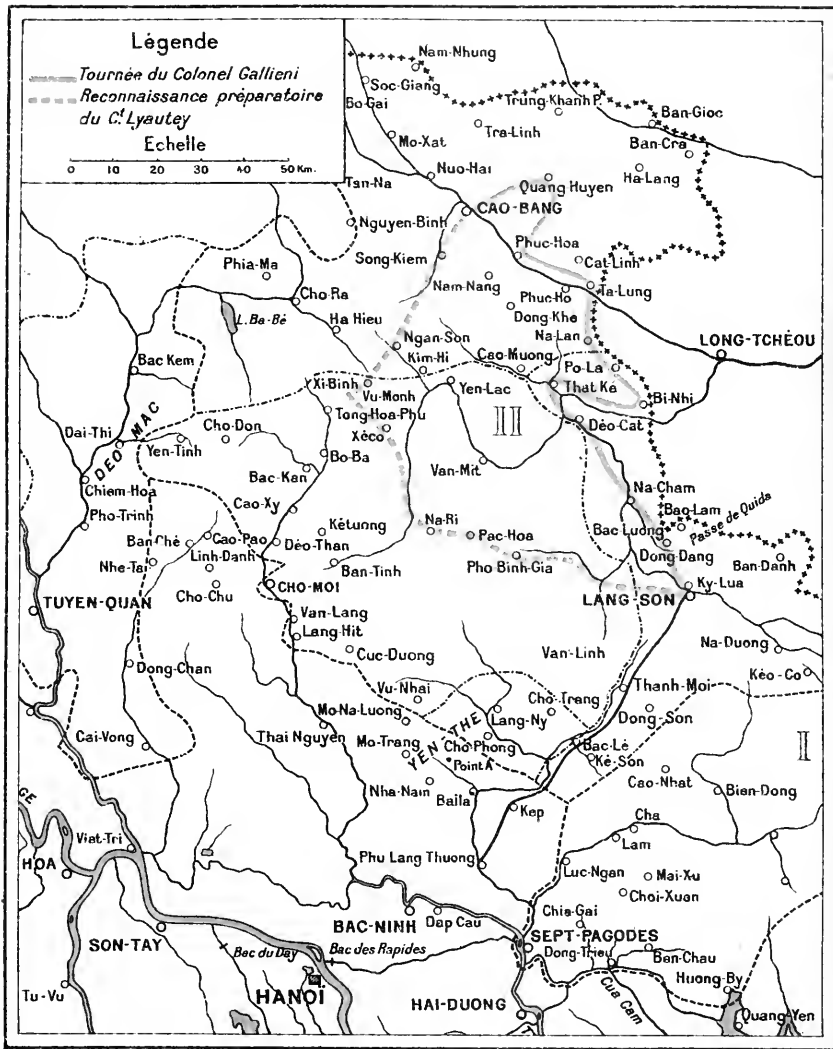 Légende
Tournée du Colonel Gallieni
Reconnaissance préparatoire
du Ct Lyautey
Echelle
0 10 20 30 40 50 Km.
Nam-Nhung
Soc-Giang
Bo-Gai
Trung-Khanh P.
Ban-Gioc
Mo-Xat
Tra-Linh
Ban-Cra
Nuo-Hai
Ha-Lang
Tan-Na
Quang Huyen
Nguyen-Binh
CAO-BANG
Song-Kiem
Phuc-Hoa
Cat-Linh
Phia-Ma
Nam-Nang
Ta-Lung
Cho-Ra
Phuc-Ho
L. Ba-Bê
Ha Hieu
Dong-Khê
Na-Lan
LONG-TCHÉOU
Ngan-Son
Kim-Hi
Cao-Muong
Bac Kem
Po-La
Xi-Binh
Vu-Monh
Yen-Lac
That Ké
Bi-Nhi
Tong-Hoa-Phu
III
Déo-Cat
DEO MAC
Dai-Thi
Cho-Don
Xéco
Yen-Tinh
Bo-Ba
Van-Mit
Bac-Kan
Chiem-Hoa
Na-Cham
Cao-Xy
Bao-Lam
Passe de Quida
Pho-Trinh
Na-Ri
Bac Luong
Kétuong
Pac-Hoa
Ban-Ché
Cao-Pao
Déo-Than
Dong-Dang
Linh-Danh
Pho Binh-Gia
Ban-Danh
Nhe-Tai
Ban-Tinh
Cho-Chu
CHO-MOI
Ky-Lua
TUYEN-QUAN
LANG-SON
Van-Lang
Lang-Hit
Na-Duong
Cuc-Duong
Van-Linh
Dong-Chan
Kéo-Co
Vu-Nhai
Thanh-Moi
Cho-Trang
Mo-Na-Luong
Lang-Ny
Dong-Son
Thai Nguyen
YEN-THE
Cai-Vong
Mo-Trang
Cho-Phong
Bac-Lé
II
Point A
Ké-Son
Cao-Nhat
Nha-Nam
Bien-Dong
Baila
Kep
GE
Cha
Viet-Tri
Lam
Phu Lang Thuong
HOA
Luc-Ngan
Mai-Xu
Choi-Xuan
BAC-NINH
Dap Cau
Chia-Gai
SON-TAY
SEPT-PAGODES
Bac du Day
Bac des Rapides
Dong-Trieu
Ben-Chau
HANOÏ
Huong-By
Tu-Vu
Cua Cam
HAI-DUONG
Quang-Yen